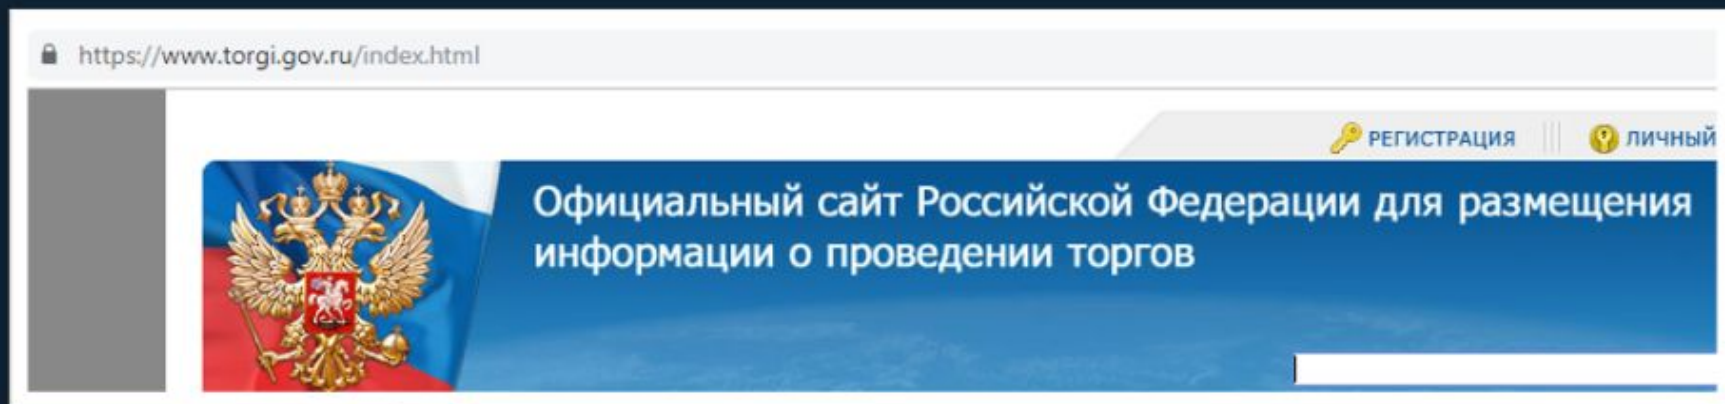 https://www.torgi.gov.ru/index.html
РЕГИСТРАЦИЯ
ЛИЧНЫЙ
Официальный сайт Российской Федерации для размещения
информации о проведении торгов